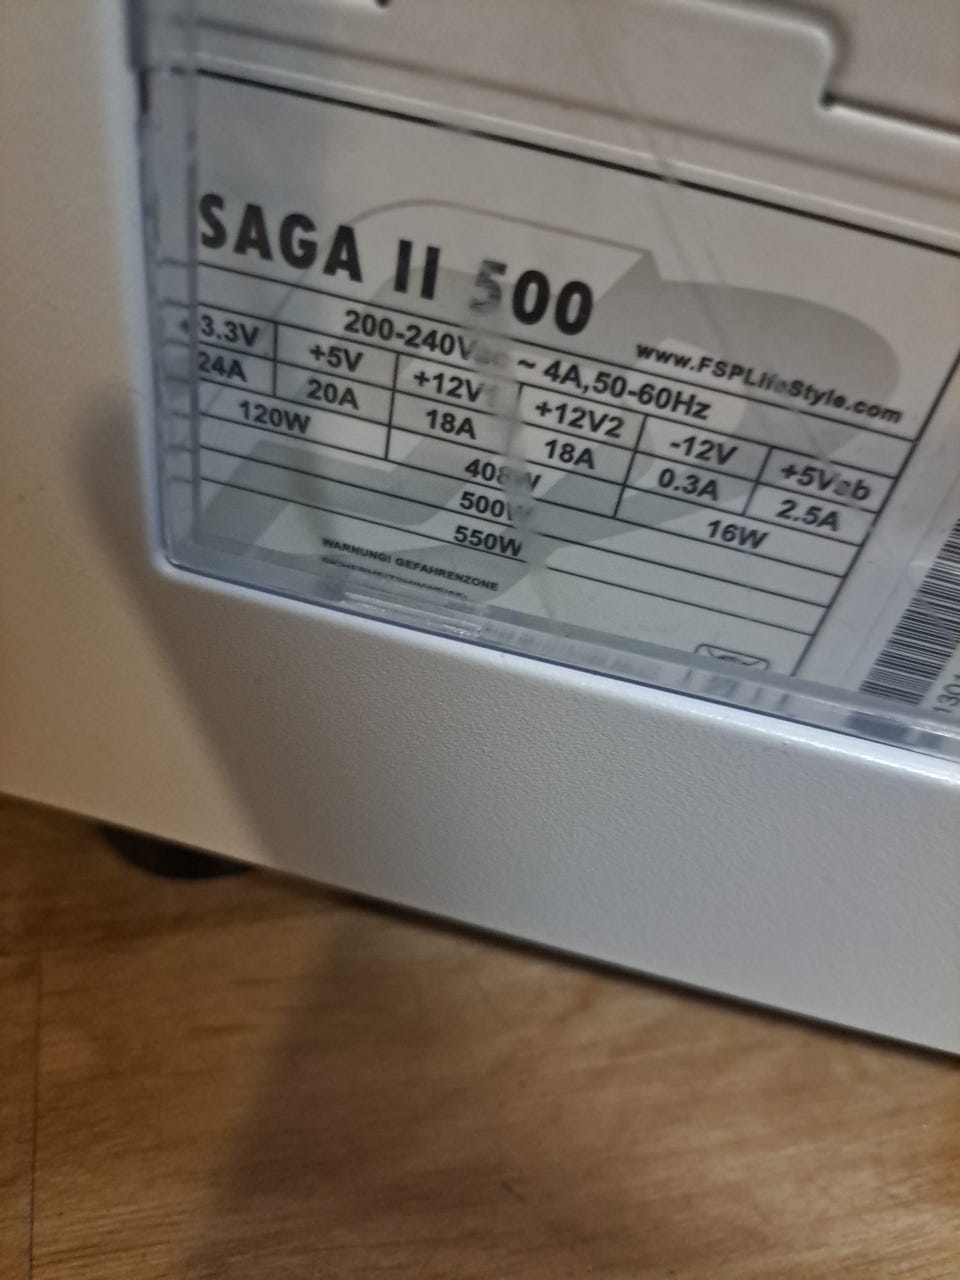 SAGA II 500
www.FSPLifeStyle.com
200-240Vac ~ 4A,50-60Hz
+3.3V +5V +12V1 +12V2 -12V +5Vsb
24A 20A 18A 18A 0.3A 2.5A
120W 408W 16W
500W
550W
WARNUNG! GEFAHRENZONE